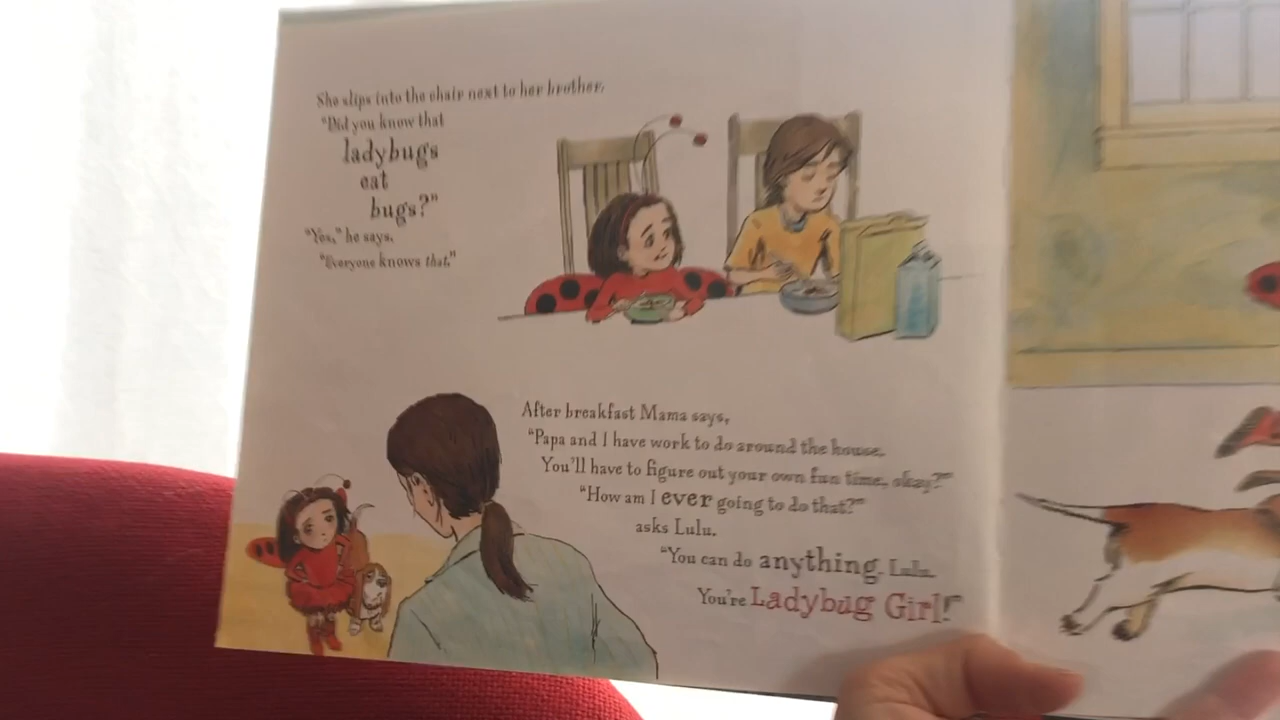 She slips into the chair next to her brother.
"Did you know that
ladybugs
eat
bugs?"
"Yes," he says.
"Everyone knows that."
After breakfast Mama says,
"Papa and I have work to do around the house.
You'll have to figure out your own fun time, okay?"
"How am I ever going to do that?"
asks Lulu.
"You can do anything, Lulu.
You're Ladybug Girl!"